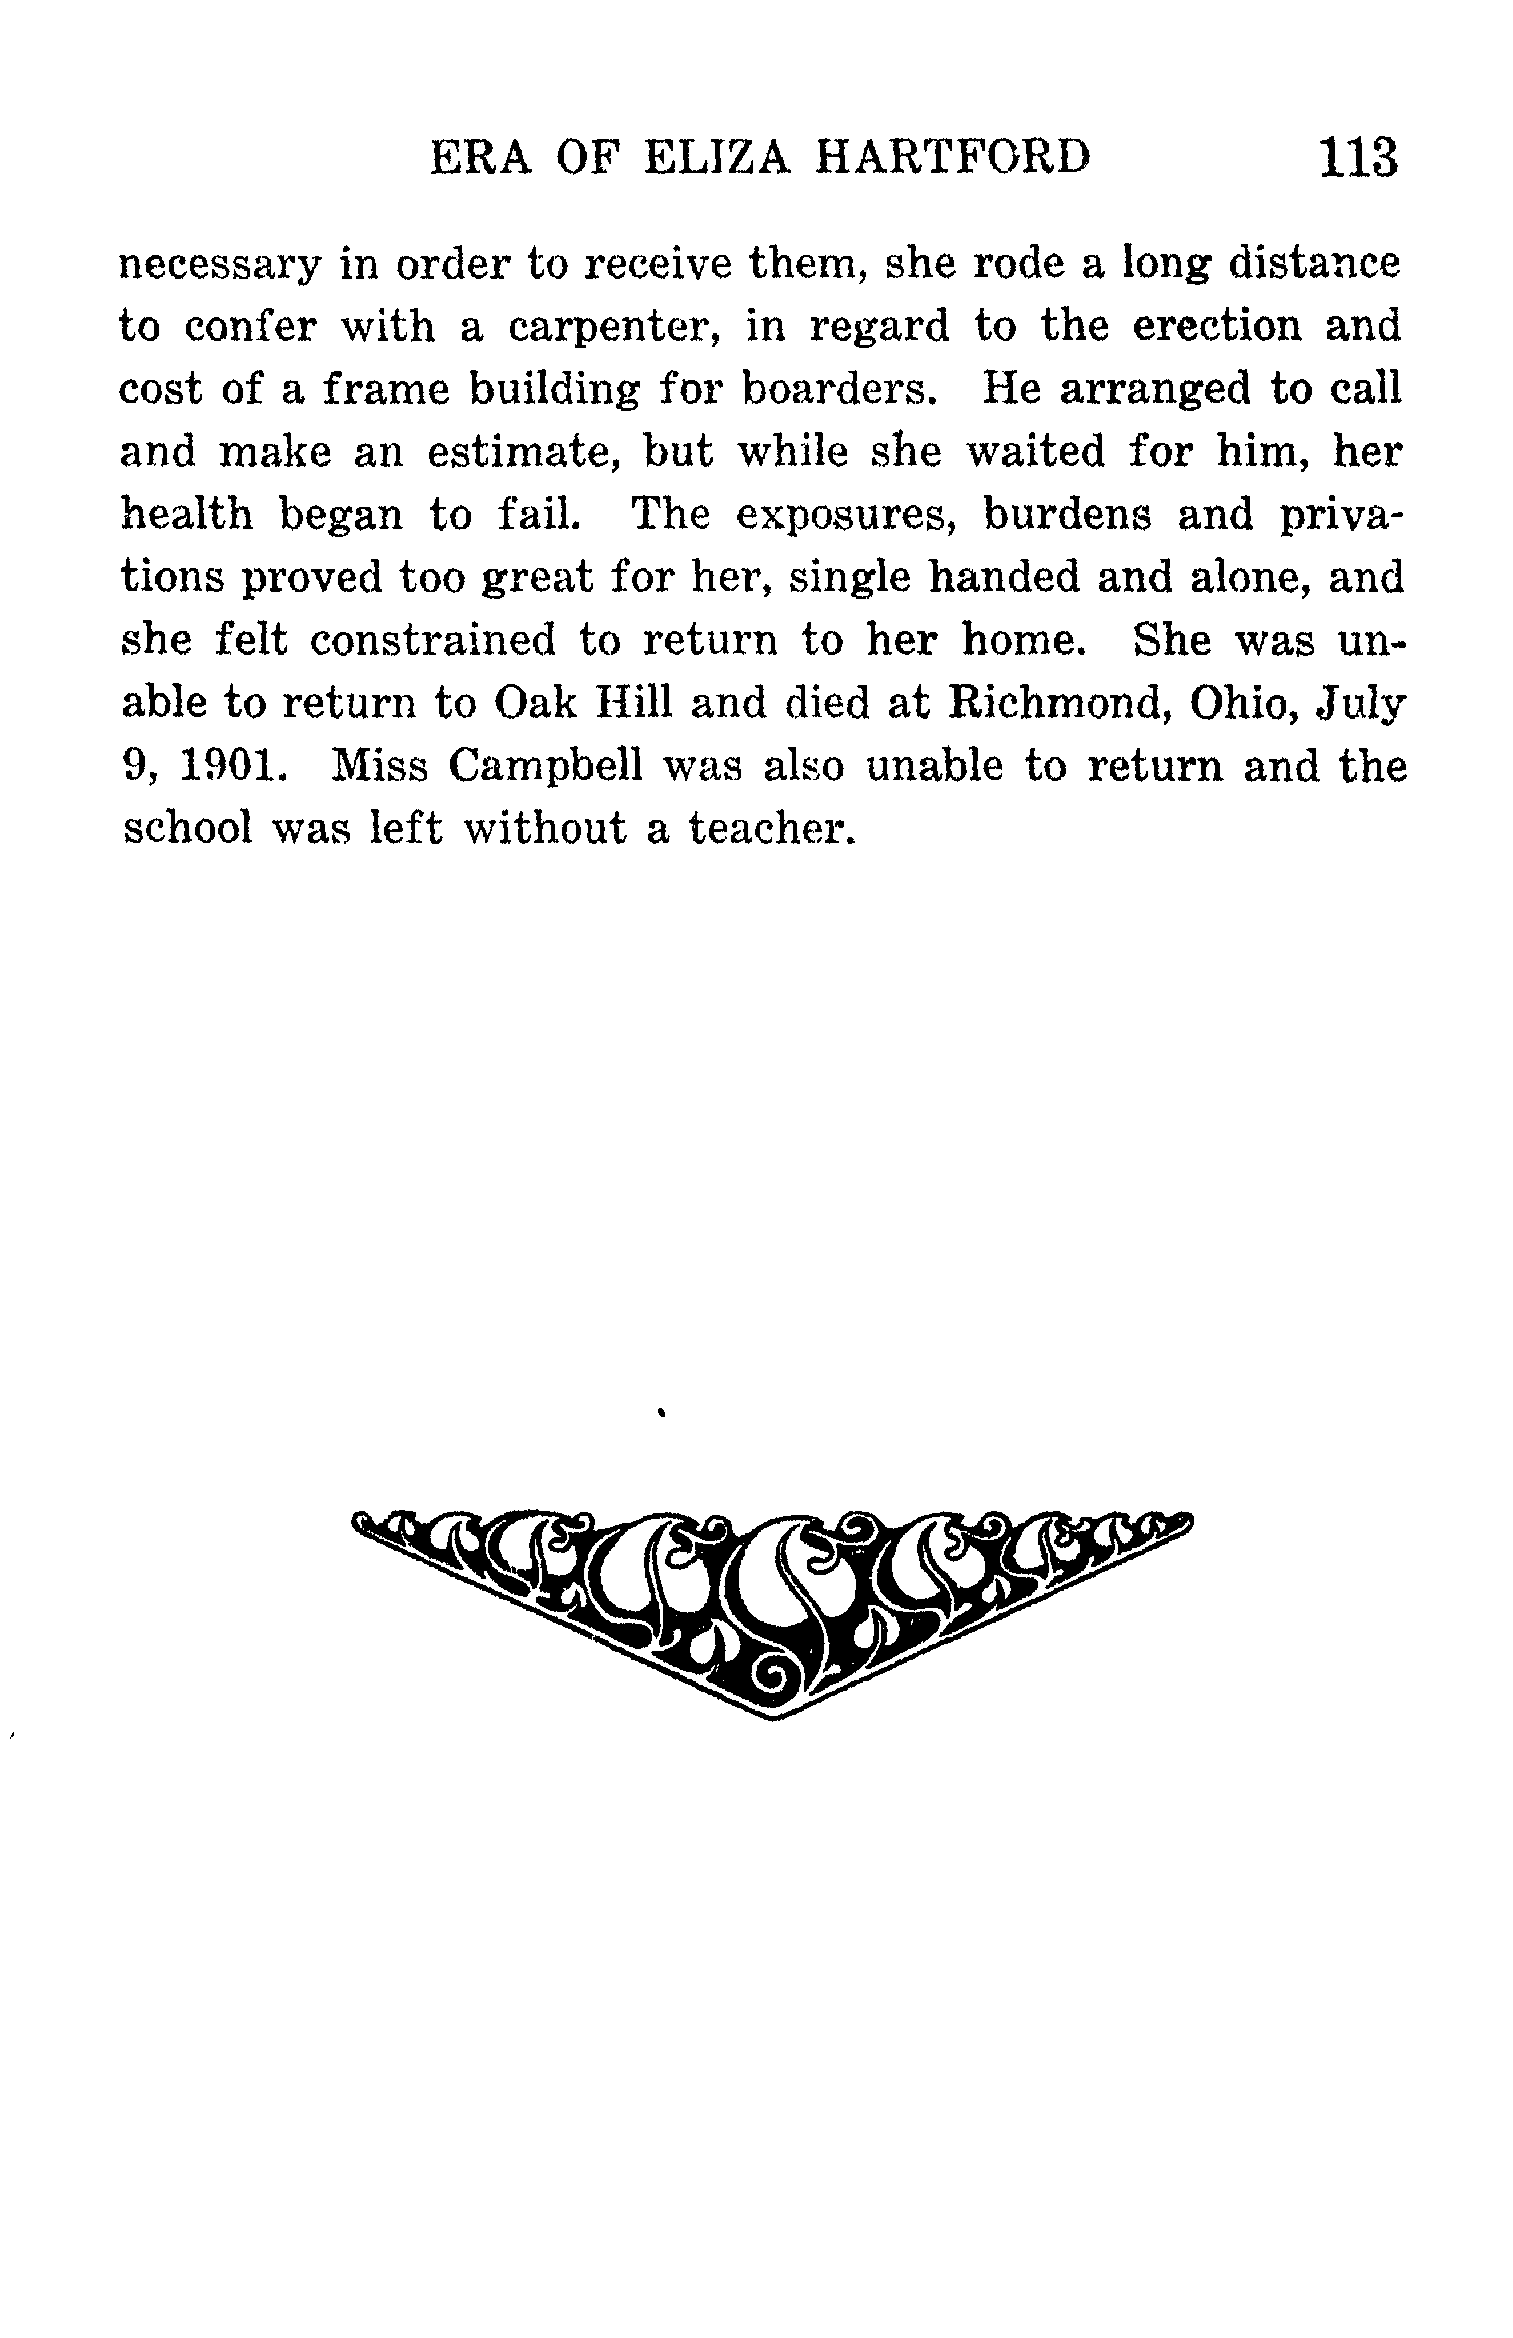 ERA OF ELIZA HARTFORD 113
necessary in order to receive them, she rode a long distance
to confer with a carpenter, in regard to the erection and
cost of a frame building for boarders. He arranged to call
and make an estimate, but while she waited for him, her
health began to fail. The exposures, burdens and priva-
tions proved too great for her, single handed and alone, and
she felt constrained to return to her home. She was un-
able to return to Oak Hill and died at Richmond, Ohio, July
9, 1901. Miss Campbell was also unable to return and the
school was left without a teacher.